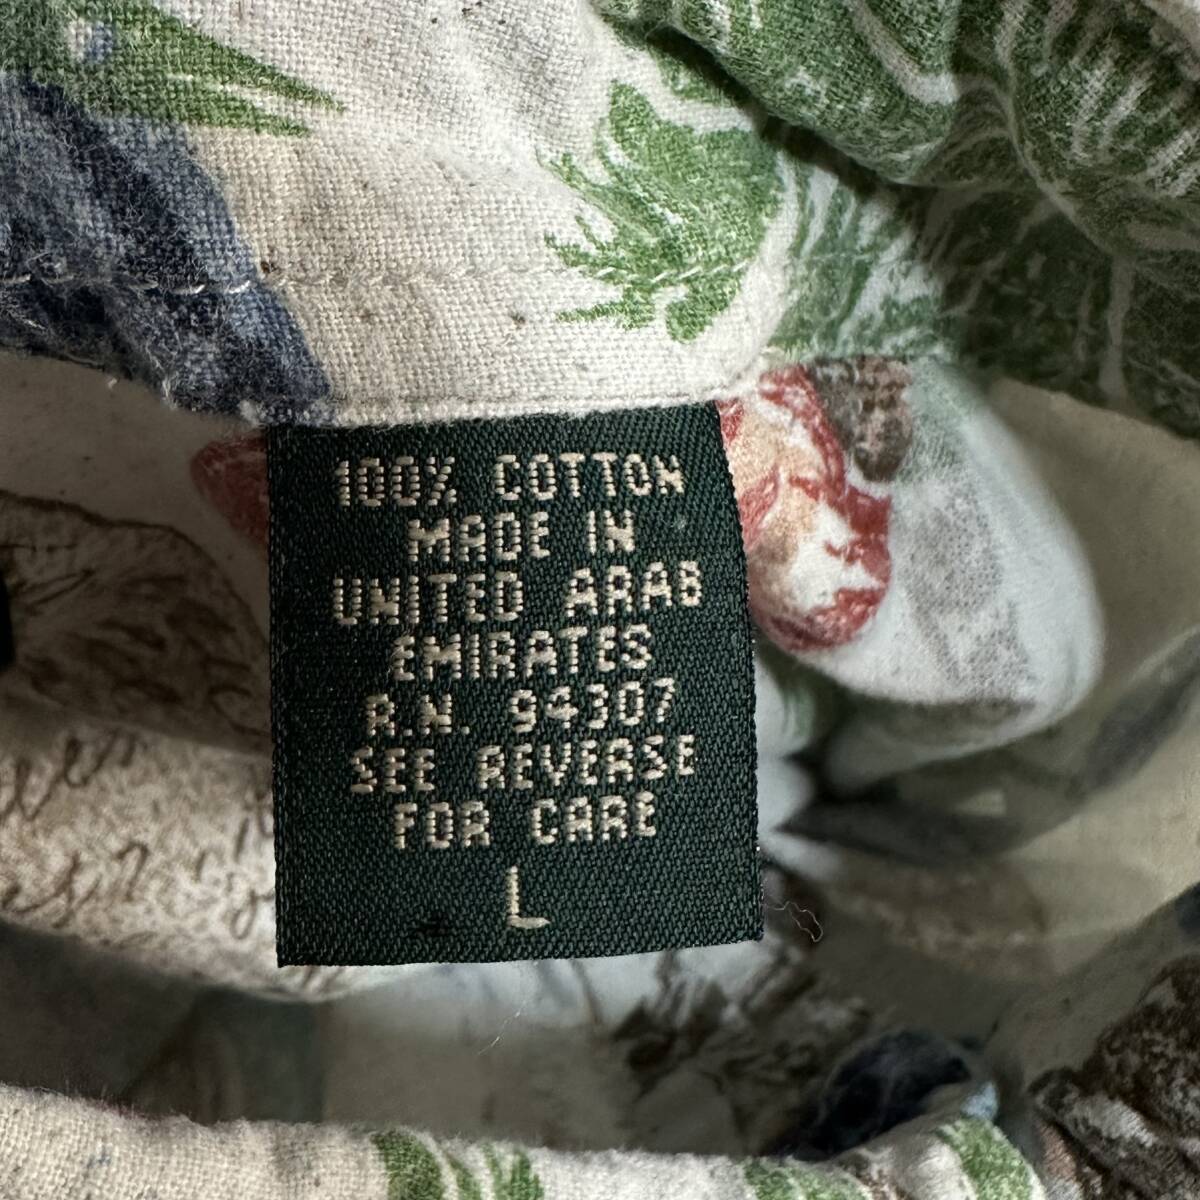 100% COTTON
MADE IN
UNITED ARAB
EMIRATES
R.N. 94307
SEE REVERSE
FOR CARE
L